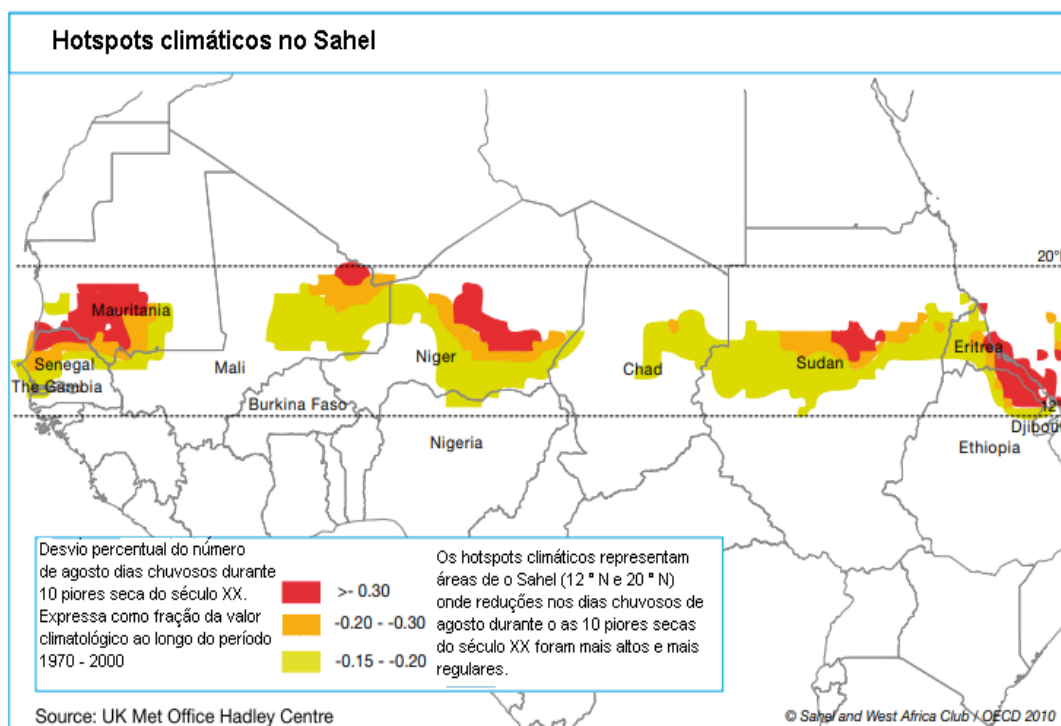 Hotspots climáticos no Sahel
20°
Mauritania
Senegal
The Gambia
Mali
Niger
Chad
Sudan
Eritrea
Burkina Faso
12°
Djibout
Nigeria
Ethiopia
Desvio percentual do número
de agosto dias chuvosos durante
10 piores seca do século XX.
Expressa como fração da valor
climatológico ao longo do período
1970 - 2000
>- 0.30
-0.20 - -0.30
-0.15 - -0.20
Os hotspots climáticos representam
áreas de o Sahel (12 ° N e 20 ° N)
onde reduções nos dias chuvosos de
agosto durante o as 10 piores secas
do século XX foram mais altos e mais
regulares.
Source: UK Met Office Hadley Centre
© Sahel and West Africa Club / OECD 2010